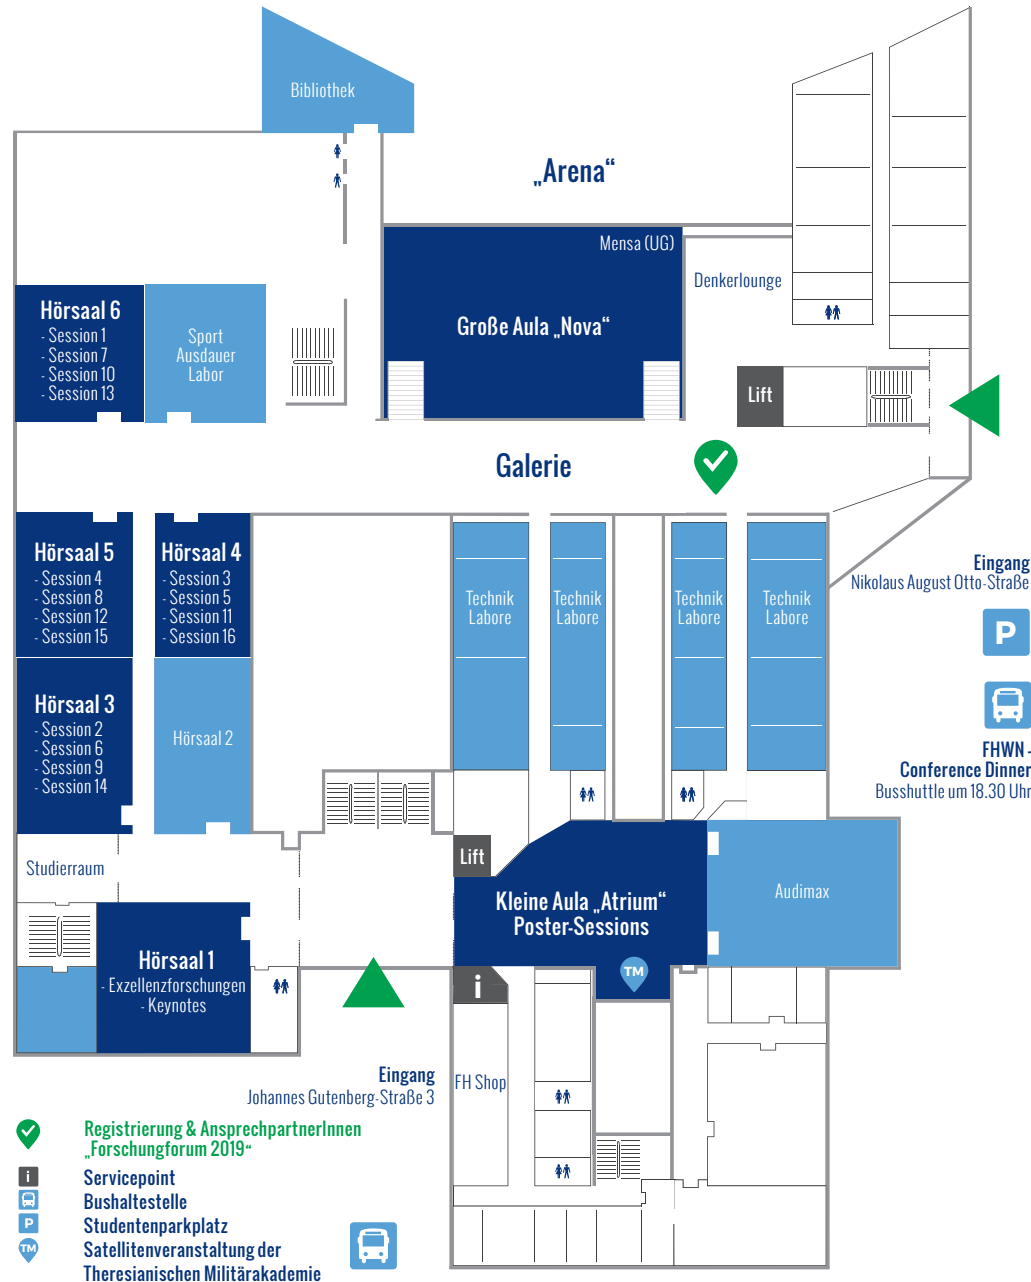 Bibliothek
„Arena“
Mensa (UG)
Große Aula „Nova“
Denkerlounge
Hörsaal 6
- Session 1
- Session 7
- Session 10
- Session 13
Sport
Ausdauer
Labor
Lift
Galerie
Hörsaal 5
- Session 4
- Session 8
- Session 12
- Session 15
Hörsaal 4
- Session 3
- Session 5
- Session 11
- Session 16
Technik
Labore
Technik
Labore
Technik
Labore
Technik
Labore
Eingang
Nikolaus August Otto-Straße
P
FHWN -
Conference Dinner
Busshuttle um 18.30 Uhr
Hörsaal 3
- Session 2
- Session 6
- Session 9
- Session 14
Hörsaal 2
Studierraum
Lift
Kleine Aula „Atrium“
Poster-Sessions
Audimax
TM
Hörsaal 1
- Exzellenzforschungen
- Keynotes
i
Eingang
Johannes Gutenberg-Straße 3
FH Shop
Registrierung & AnsprechpartnerInnen
„Forschungforum 2019“
i
Servicepoint
Bushaltestelle
P
Studentenparkplatz
TM
Satellitenveranstaltung der
Theresianischen Militärakademie